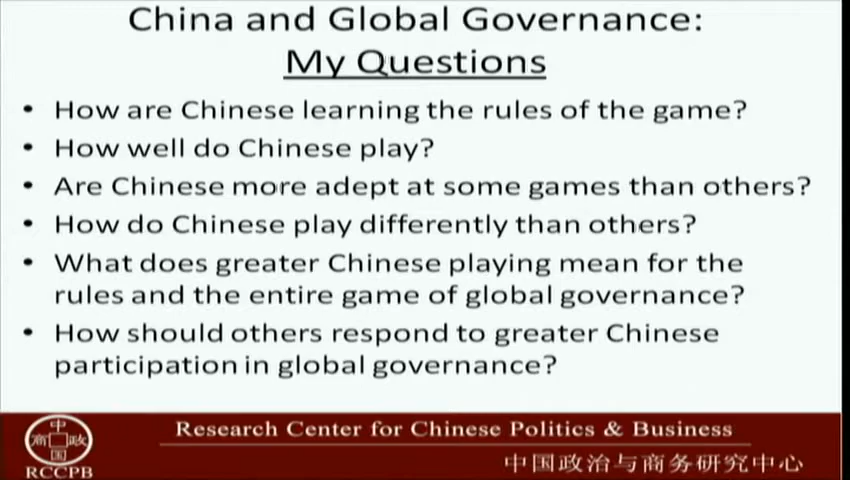 China and Global Governance:
My Questions
• How are Chinese learning the rules of the game?
• How well do Chinese play?
• Are Chinese more adept at some games than others?
• How do Chinese play differently than others?
• What does greater Chinese playing mean for the
rules and the entire game of global governance?
• How should others respond to greater Chinese
participation in global governance?
Research Center for Chinese Politics & Business
中国政治与商务研究中心
中
商 政
国
RCCPB